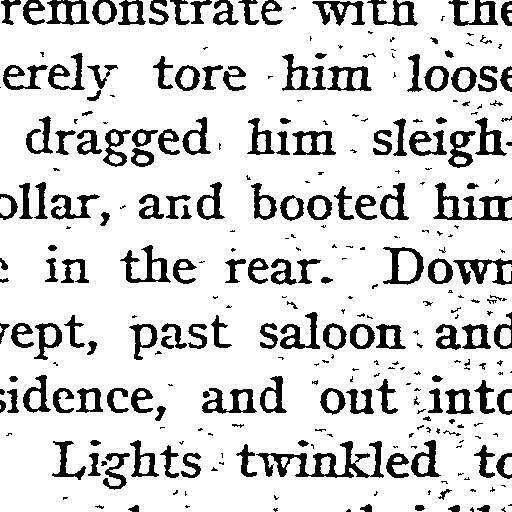 remonstrate with the
erely tore him loose
dragged him sleigh-
ollar, and booted him
e in the rear. Down
wept, past saloon and
sidence, and out into
Lights twinkled to